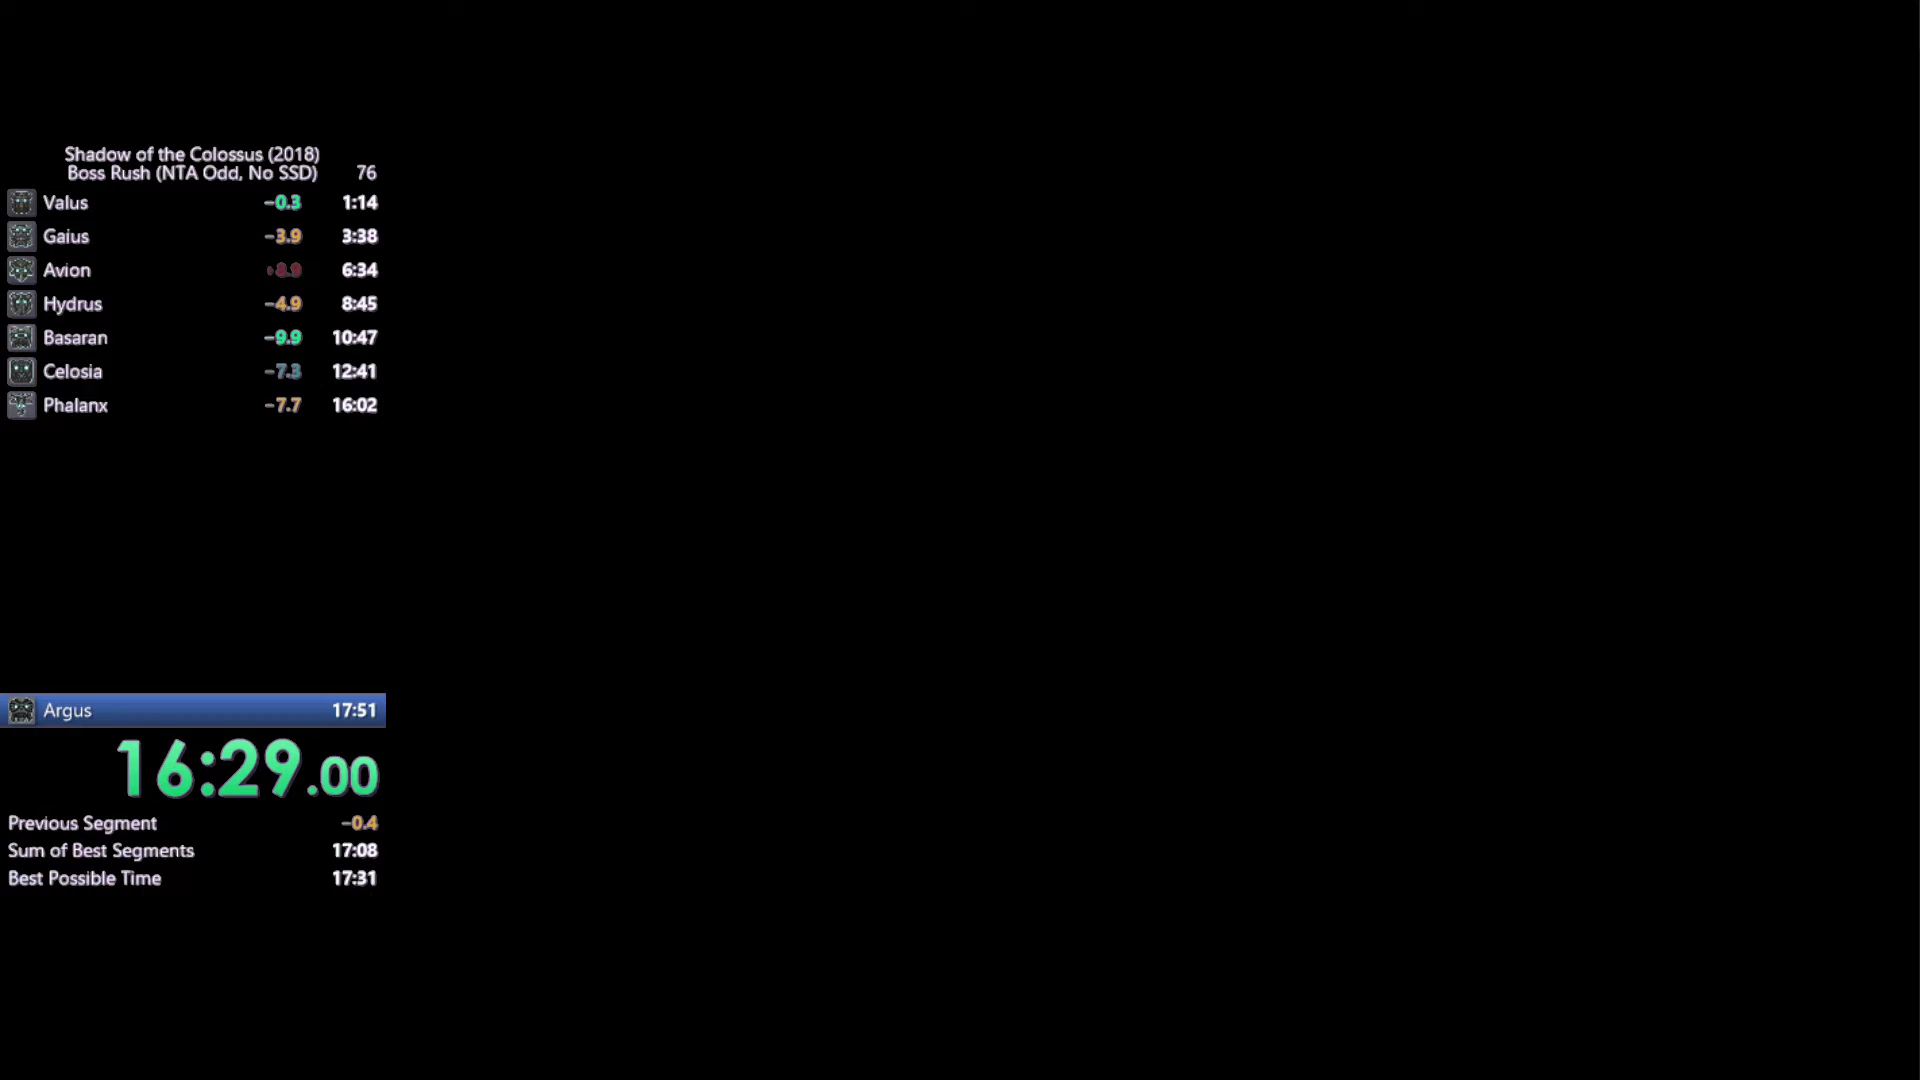 Shadow of the Colossus (2018)
Boss Rush (NTA Odd, No SSD) 76
Valus -0.3 1:14
Gaius -3.9 3:38
Avion +8.9 6:34
Hydrus -4.9 8:45
Basaran -9.9 10:47
Celosia -7.3 12:41
Phalanx -7.7 16:02
Argus 17:51
16:29.00
Previous Segment -0.4
Sum of Best Segments 17:08
Best Possible Time 17:31